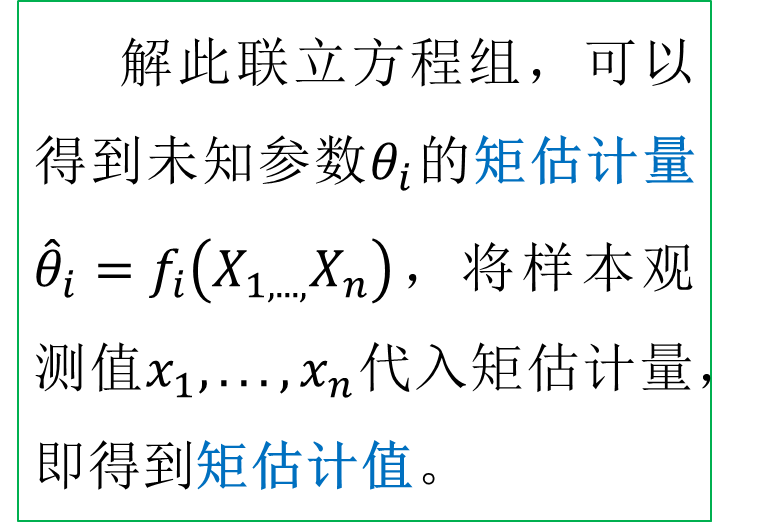 解此联立方程组，可以
得到未知参数θᵢ的矩估计量
θ̂ᵢ = fᵢ(X₁,...,Xₙ)，将样本观
测值x₁,...,xₙ代入矩估计量，
即得到矩估计值。